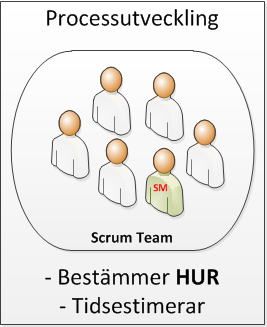 Processutveckling
SM
Scrum Team
- Bestämmer HUR
- Tidsestimerar